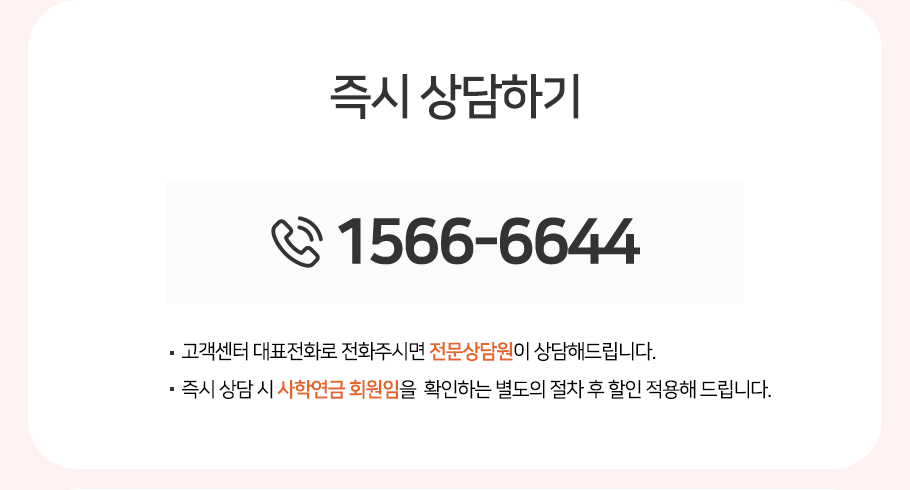 즉시 상담하기
1566-6644
· 고객센터 대표전화로 전화주시면 전문상담원이 상담해드립니다.
· 즉시 상담 시 사학연금 회원임을 확인하는 별도의 절차 후 할인 적용해 드립니다.